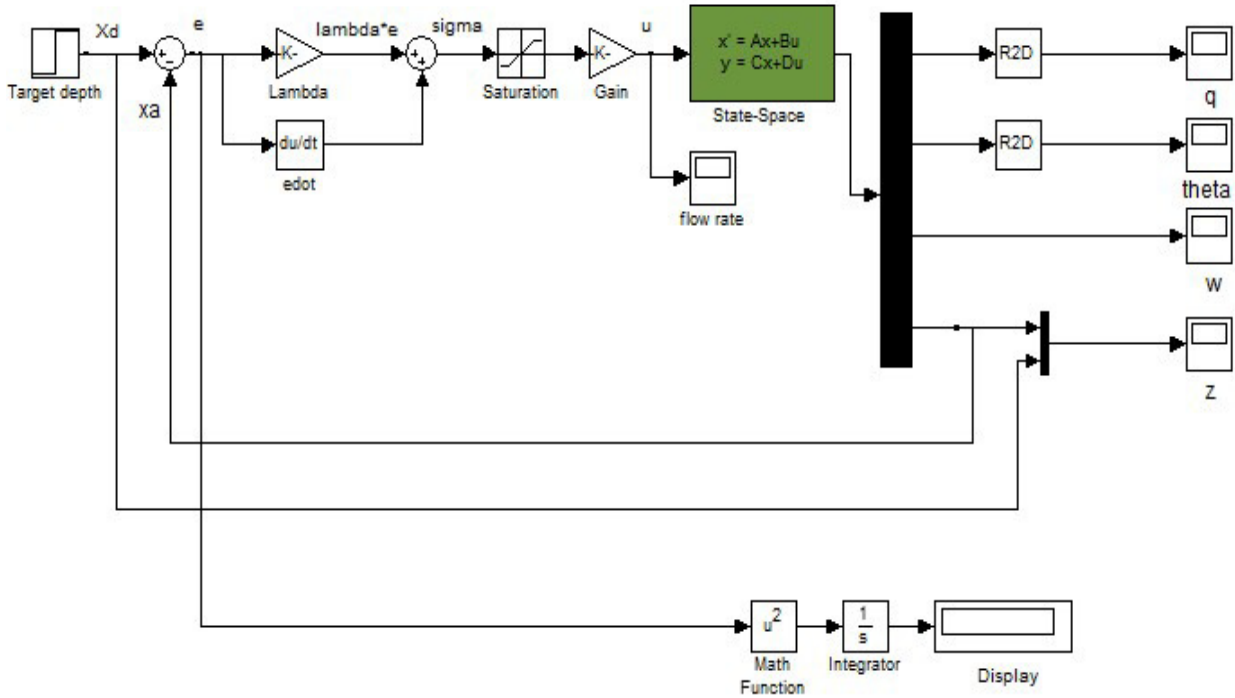 Xd
e
lambda*e
sigma
u
K-
K-
x' = Ax+Bu
y = Cx+Du
R2D
Target depth
xa
Lambda
Saturation
Gain
State-Space
q
du/dt
edot
R2D
flow rate
theta
w
z
u2
1
s
Math
Function
Integrator
Display